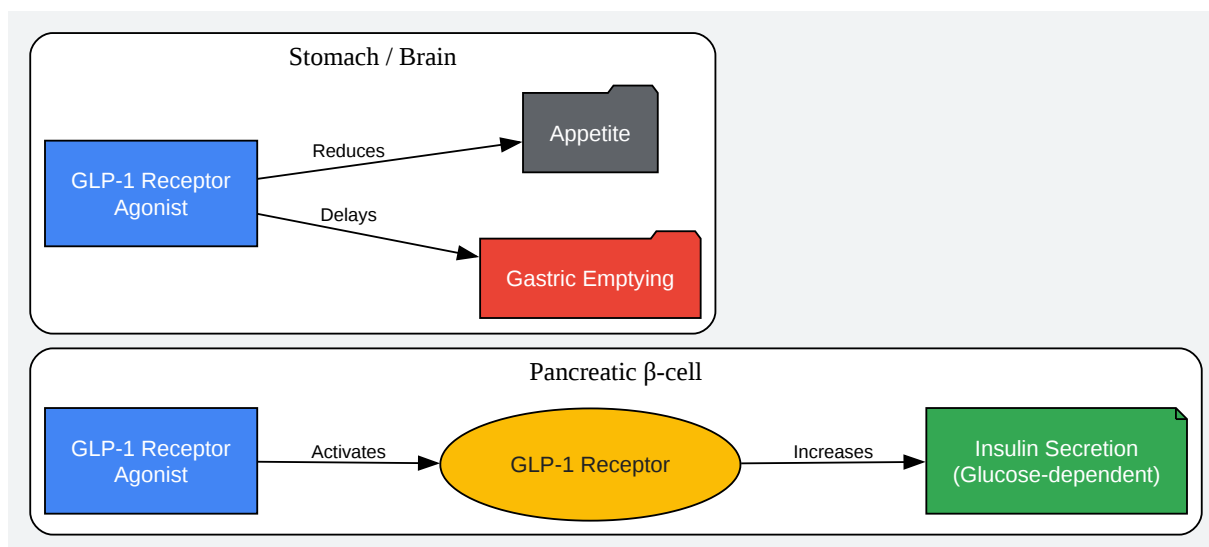 Stomach / Brain
GLP-1 Receptor
Agonist
Reduces
Appetite
Delays
Gastric Emptying
Pancreatic β-cell
GLP-1 Receptor
Agonist
Activates
GLP-1 Receptor
Increases
Insulin Secretion
(Glucose-dependent)